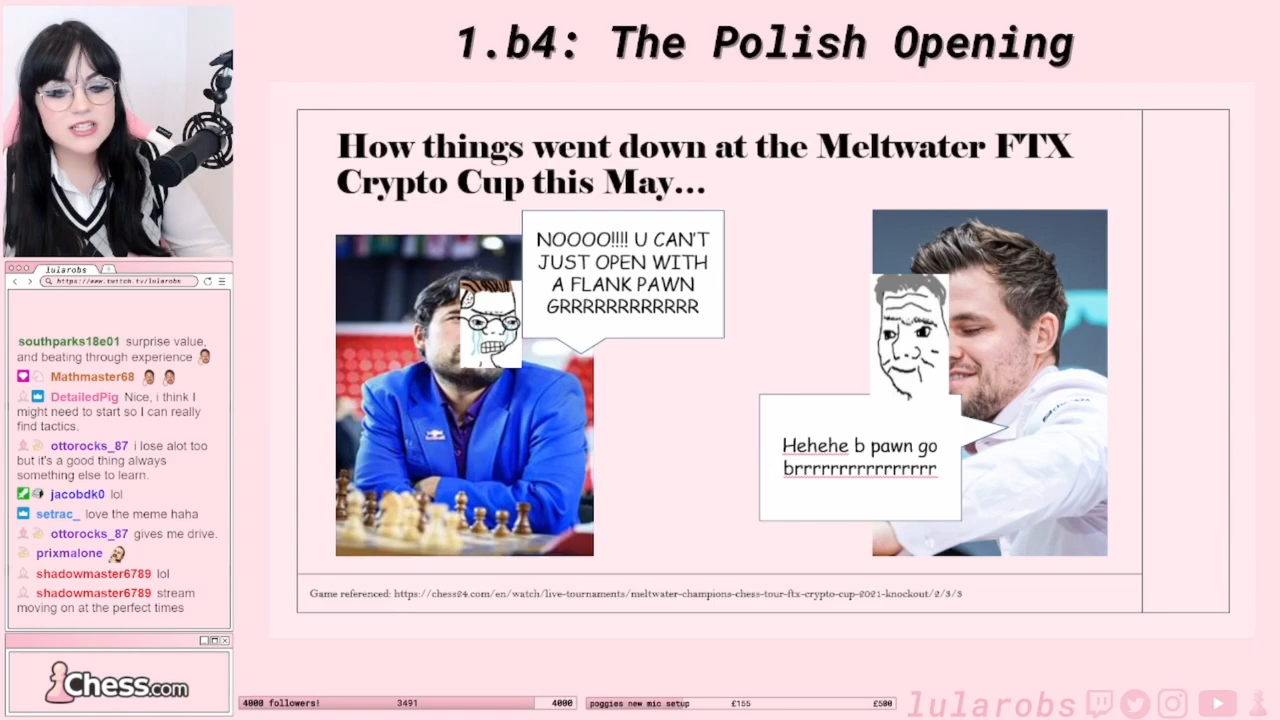 1.b4: The Polish Opening
How things went down at the Meltwater FTX
Crypto Cup this May...
NOOOO!!!! U CAN'T
JUST OPEN WITH
A FLANK PAWN
GRRRRRRRRRRRR
Hehehe b pawn go
brrrrrrrrrrrrrrrr
Game referenced: https://chess24.com/en/watch/live-tournaments/meltwater-champions-chess-tour-ftx-crypto-cup-2021-knockout/2/3/3
lularobs
https://www.twitch.tv/lularobs
southparks18e01 surprise value,
and beating through experience
Mathmaster68
DetailedPig Nice, i think I
might need to start so I can really
find tactics.
ottorocks_87 i lose alot too
but it's a good thing always
something else to learn.
jacobdk0 lol
setrac_ love the meme haha
ottorocks_87 gives me drive.
prixmalone
shadowmaster6789 lol
shadowmaster6789 stream
moving on at the perfect times
Chess.com
4000 followers! 3491 4000
poggies new mic setup £155 £500
lularobs